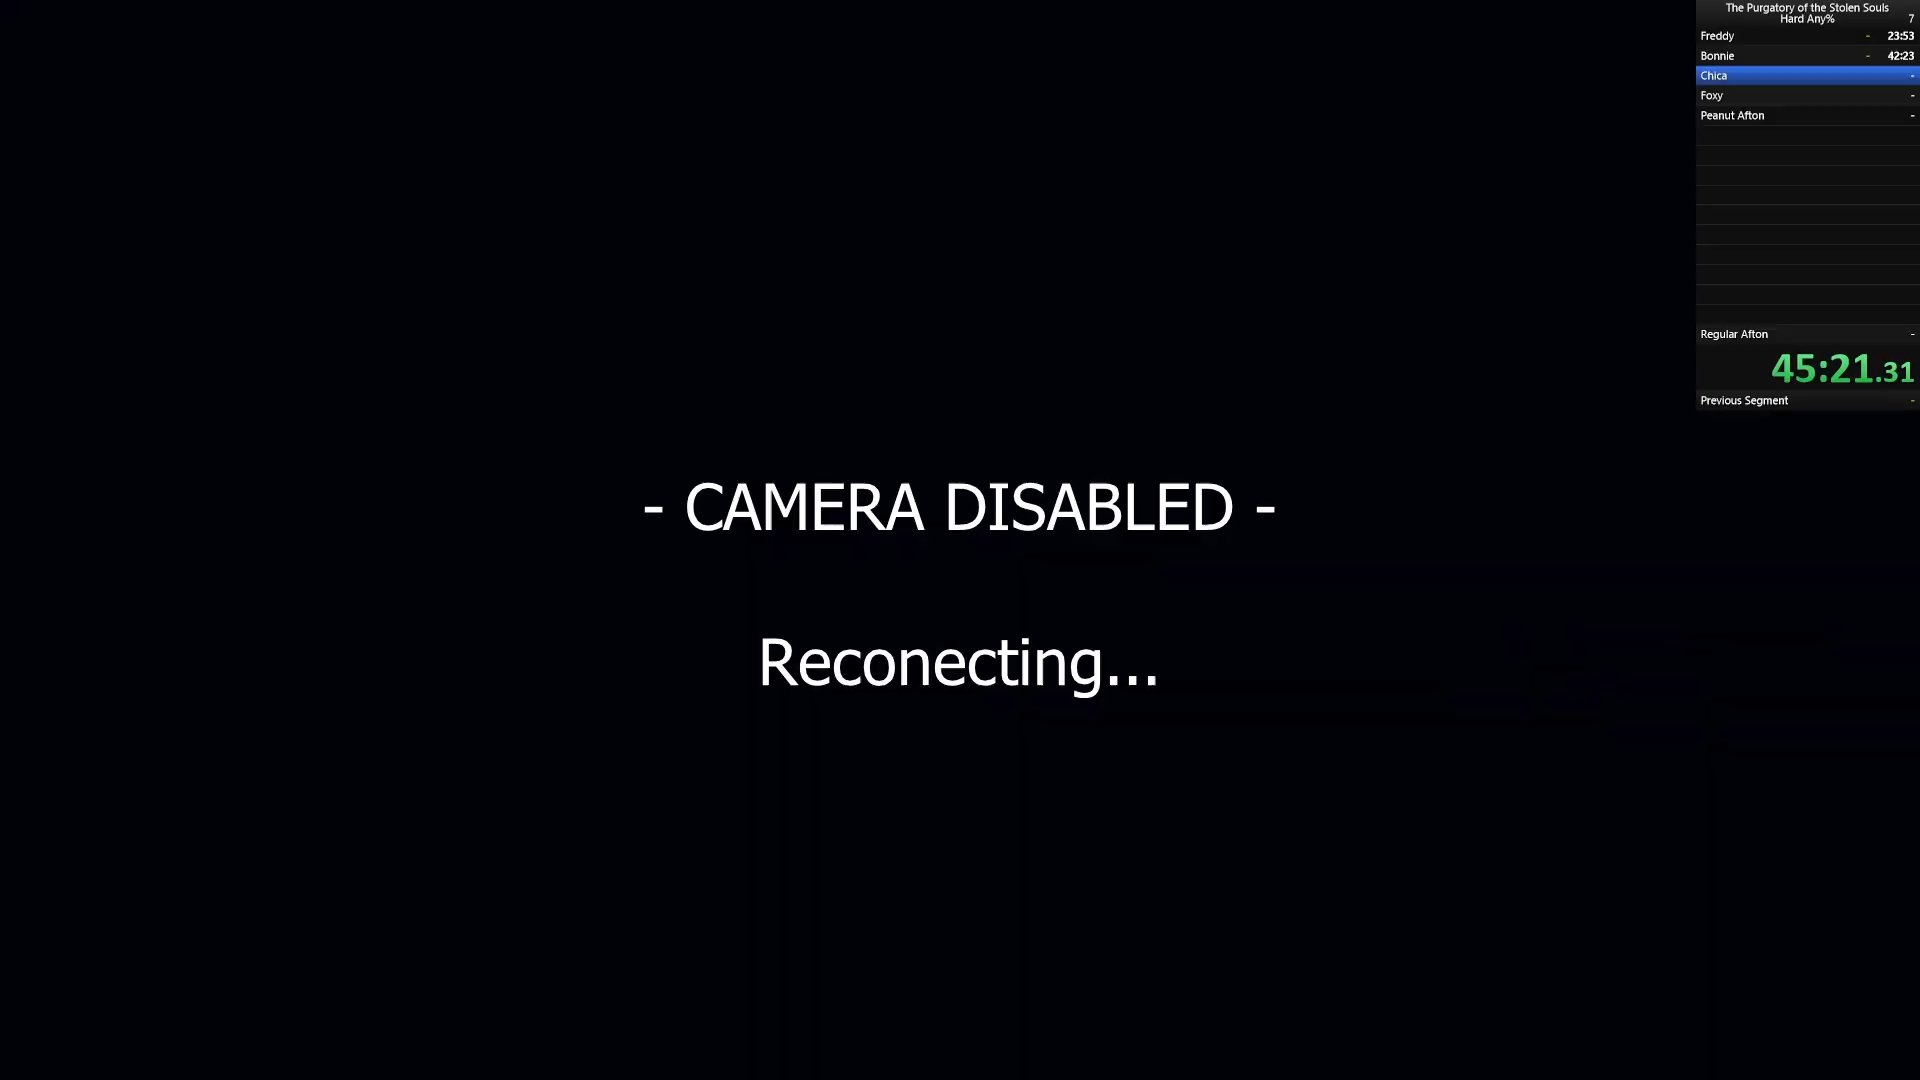 The Purgatory of the Stolen Souls
Hard Any% 7
Freddy - 23:53
Bonnie - 42:23
Chica -
Foxy -
Peanut Afton -
Regular Afton -
45:21.31
Previous Segment -
- CAMERA DISABLED -
Reconecting...